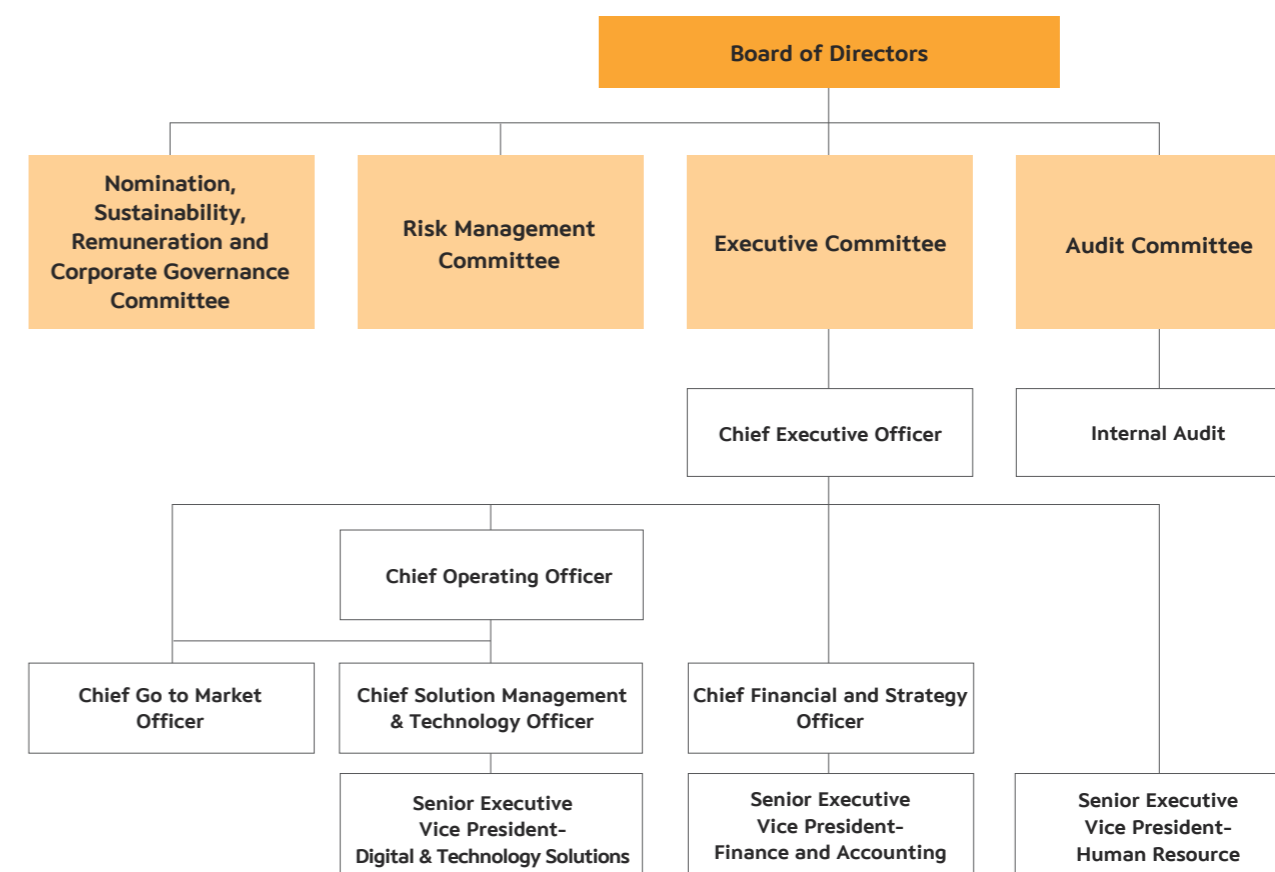 Board of Directors
Nomination,
Sustainability,
Remuneration and
Corporate Governance
Committee
Risk Management
Committee
Executive Committee
Audit Committee
Chief Executive Officer
Internal Audit
Chief Operating Officer
Chief Go to Market
Officer
Chief Solution Management
& Technology Officer
Chief Financial and Strategy
Officer
Senior Executive
Vice President-
Digital & Technology Solutions
Senior Executive
Vice President-
Finance and Accounting
Senior Executive
Vice President-
Human Resource